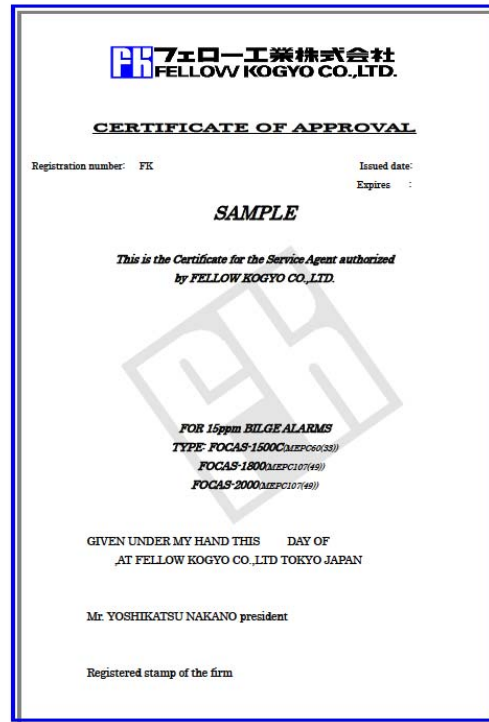 フェロー工業株式会社
FELLOW KOGYO CO.,LTD.
CERTIFICATE OF APPROVAL
Registration number: FK Issued date:
Expires :
SAMPLE
This is the Certificate for the Service Agent authorized
by FELLOW KOGYO CO.,LTD.
FOR 15ppm BILGE ALARMS
TYPE: FOCAS-1500C(MEPC60(33))
FOCAS-1800(MEPC107(49))
FOCAS-2000(MEPC107(49))
GIVEN UNDER MY HAND THIS DAY OF
,AT FELLOW KOGYO CO.,LTD TOKYO JAPAN
Mr. YOSHIKATSU NAKANO president
Registered stamp of the firm